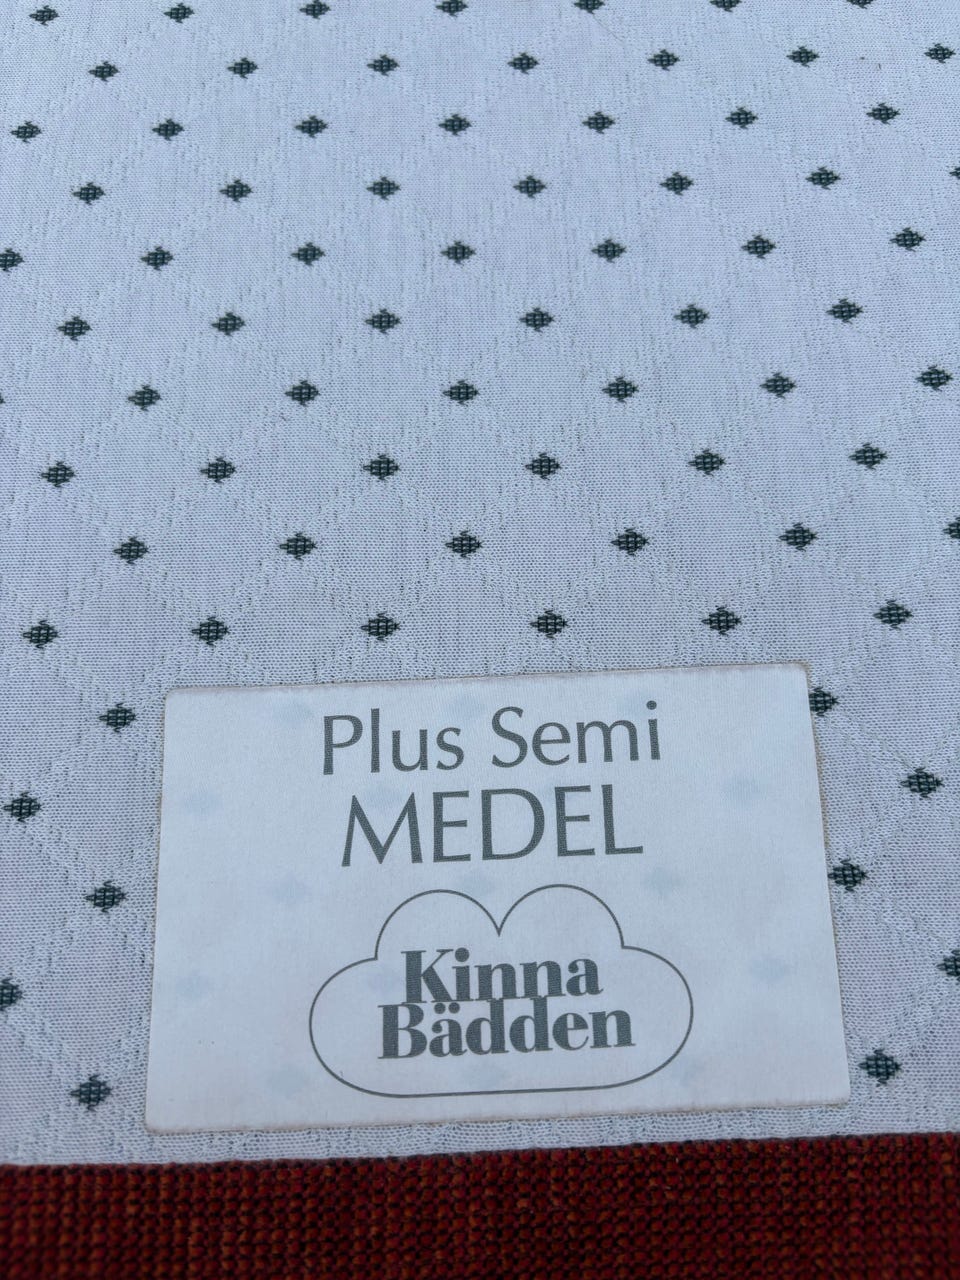 Plus Semi
MEDEL
Kinna
Bädden